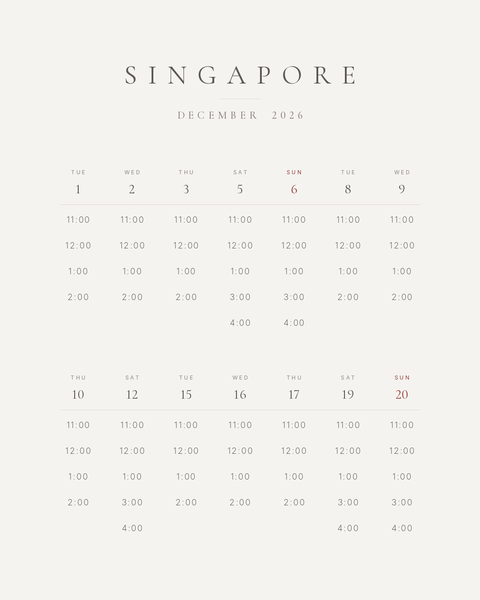 SINGAPORE
DECEMBER 2026
TUE WED THU SAT SUN TUE WED
1 2 3 5 6 8 9
11:00 11:00 11:00 11:00 11:00 11:00 11:00
12:00 12:00 12:00 12:00 12:00 12:00 12:00
1:00 1:00 1:00 1:00 1:00 1:00 1:00
2:00 2:00 2:00 3:00 3:00 2:00 2:00
4:00 4:00
THU SAT TUE WED THU SAT SUN
10 12 15 16 17 19 20
11:00 11:00 11:00 11:00 11:00 11:00 11:00
12:00 12:00 12:00 12:00 12:00 12:00 12:00
1:00 1:00 1:00 1:00 1:00 1:00 1:00
2:00 3:00 2:00 2:00 2:00 3:00 3:00
4:00 4:00 4:00